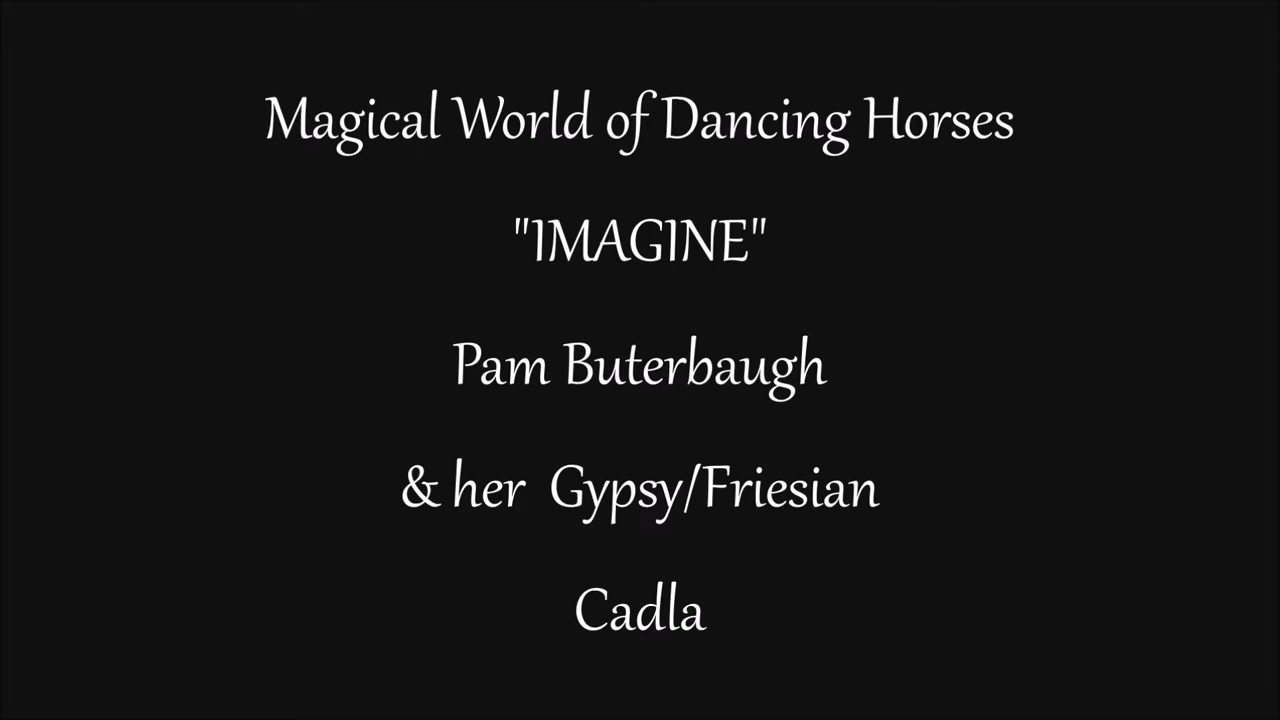 Magical World of Dancing Horses
"IMAGINE"
Pam Buterbaugh
& her Gypsy/Friesian
Cadla